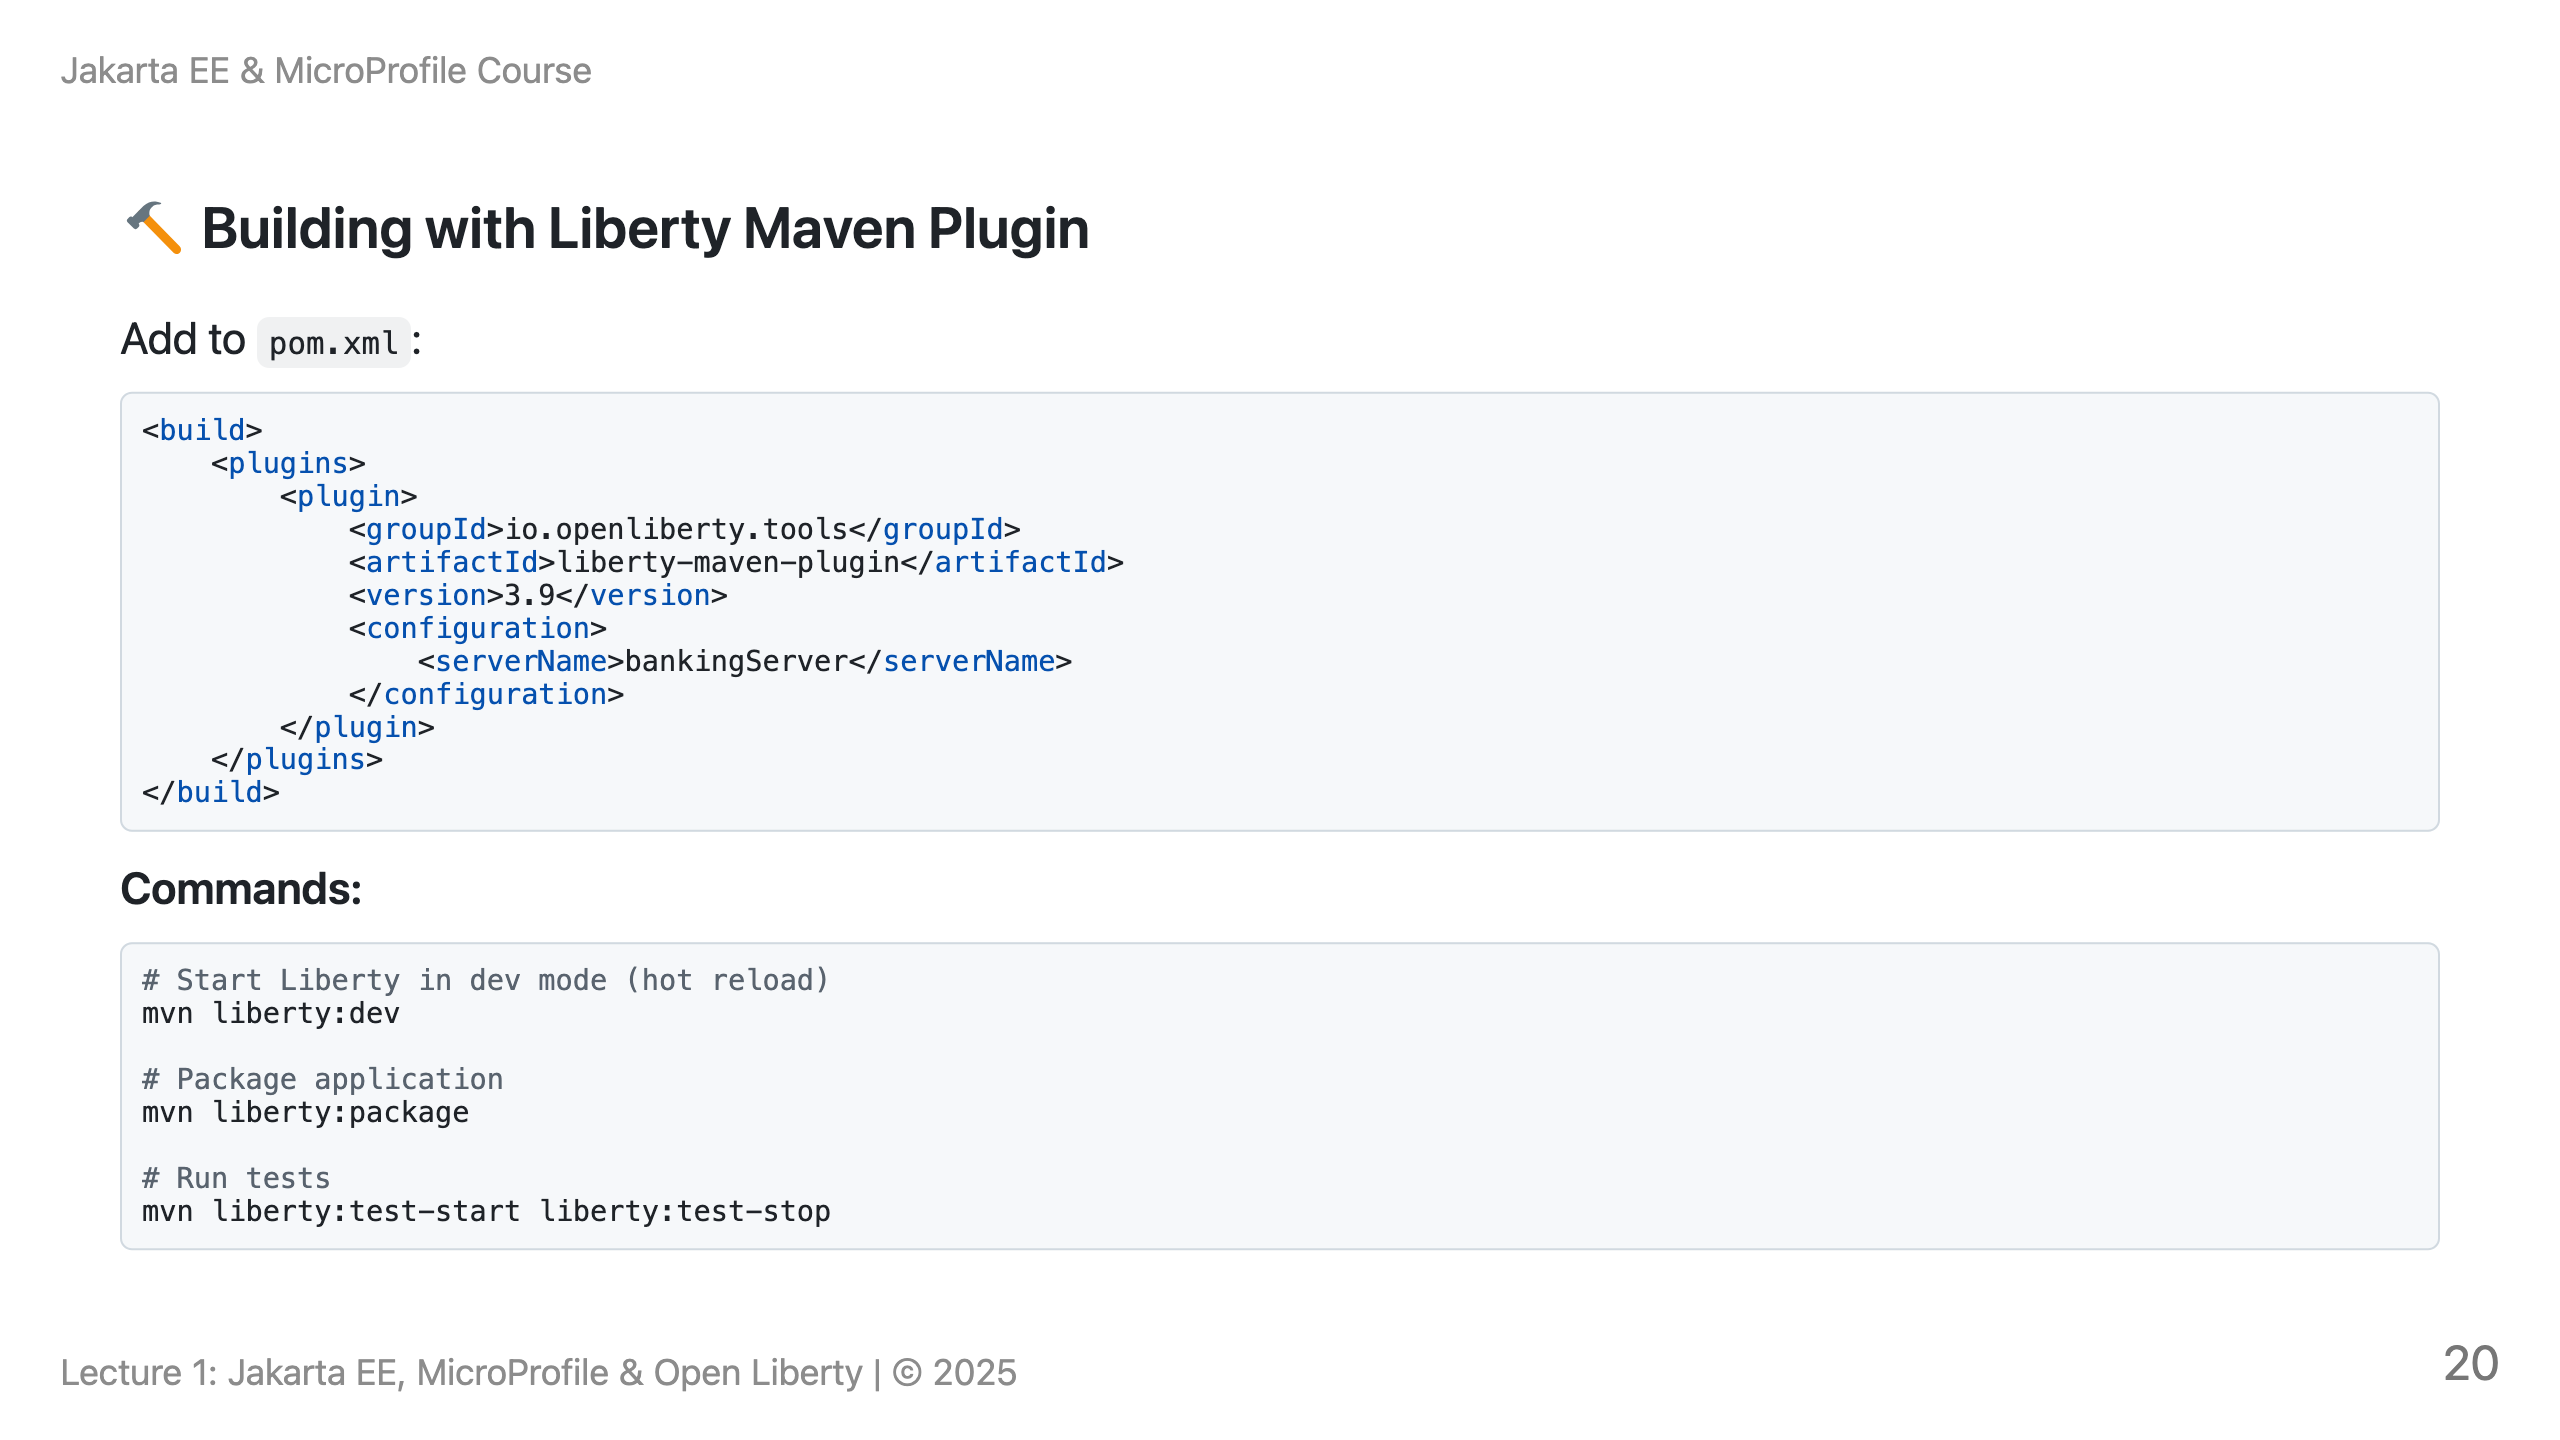 Jakarta EE & MicroProfile Course
🔨 Building with Liberty Maven Plugin
Add to pom.xml:
<build>
    <plugins>
        <plugin>
            <groupId>io.openliberty.tools</groupId>
            <artifactId>liberty-maven-plugin</artifactId>
            <version>3.9</version>
            <configuration>
                <serverName>bankingServer</serverName>
            </configuration>
        </plugin>
    </plugins>
</build>
Commands:
# Start Liberty in dev mode (hot reload)
mvn liberty:dev
# Package application
mvn liberty:package
# Run tests
mvn liberty:test-start liberty:test-stop
Lecture 1: Jakarta EE, MicroProfile & Open Liberty | © 2025
20